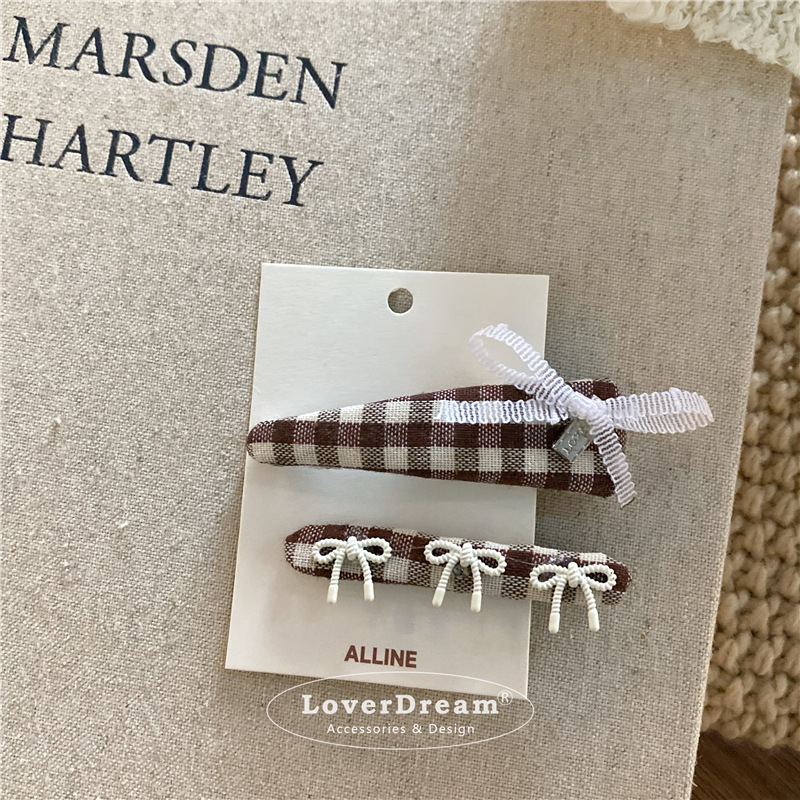 MARSDEN
HARTLEY
ALLINE
LoverDream®
Accessories & Design